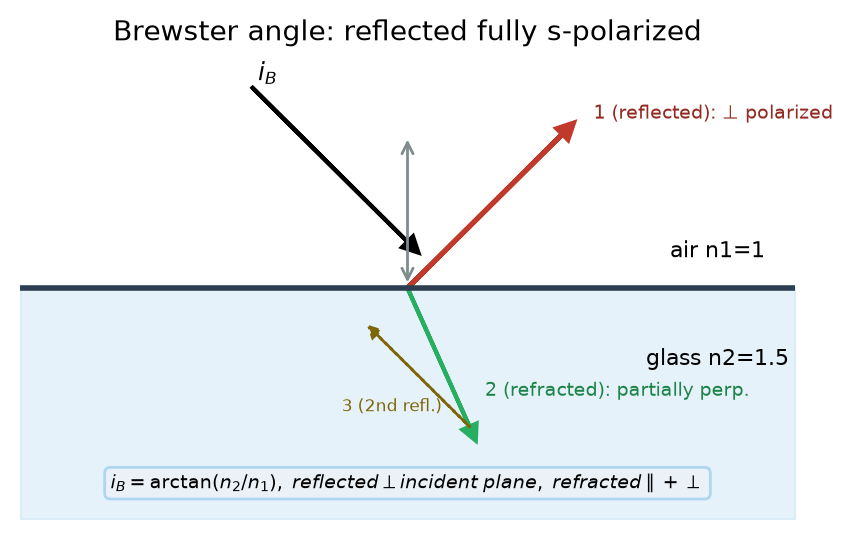 Brewster angle: reflected fully s-polarized
i_B
1 (reflected): ⊥ polarized
air n1=1
glass n2=1.5
2 (refracted): partially perp.
3 (2nd refl.)
i_B = arctan(n_2/n_1), reflected ⊥ incident plane, refracted ∥ + ⊥